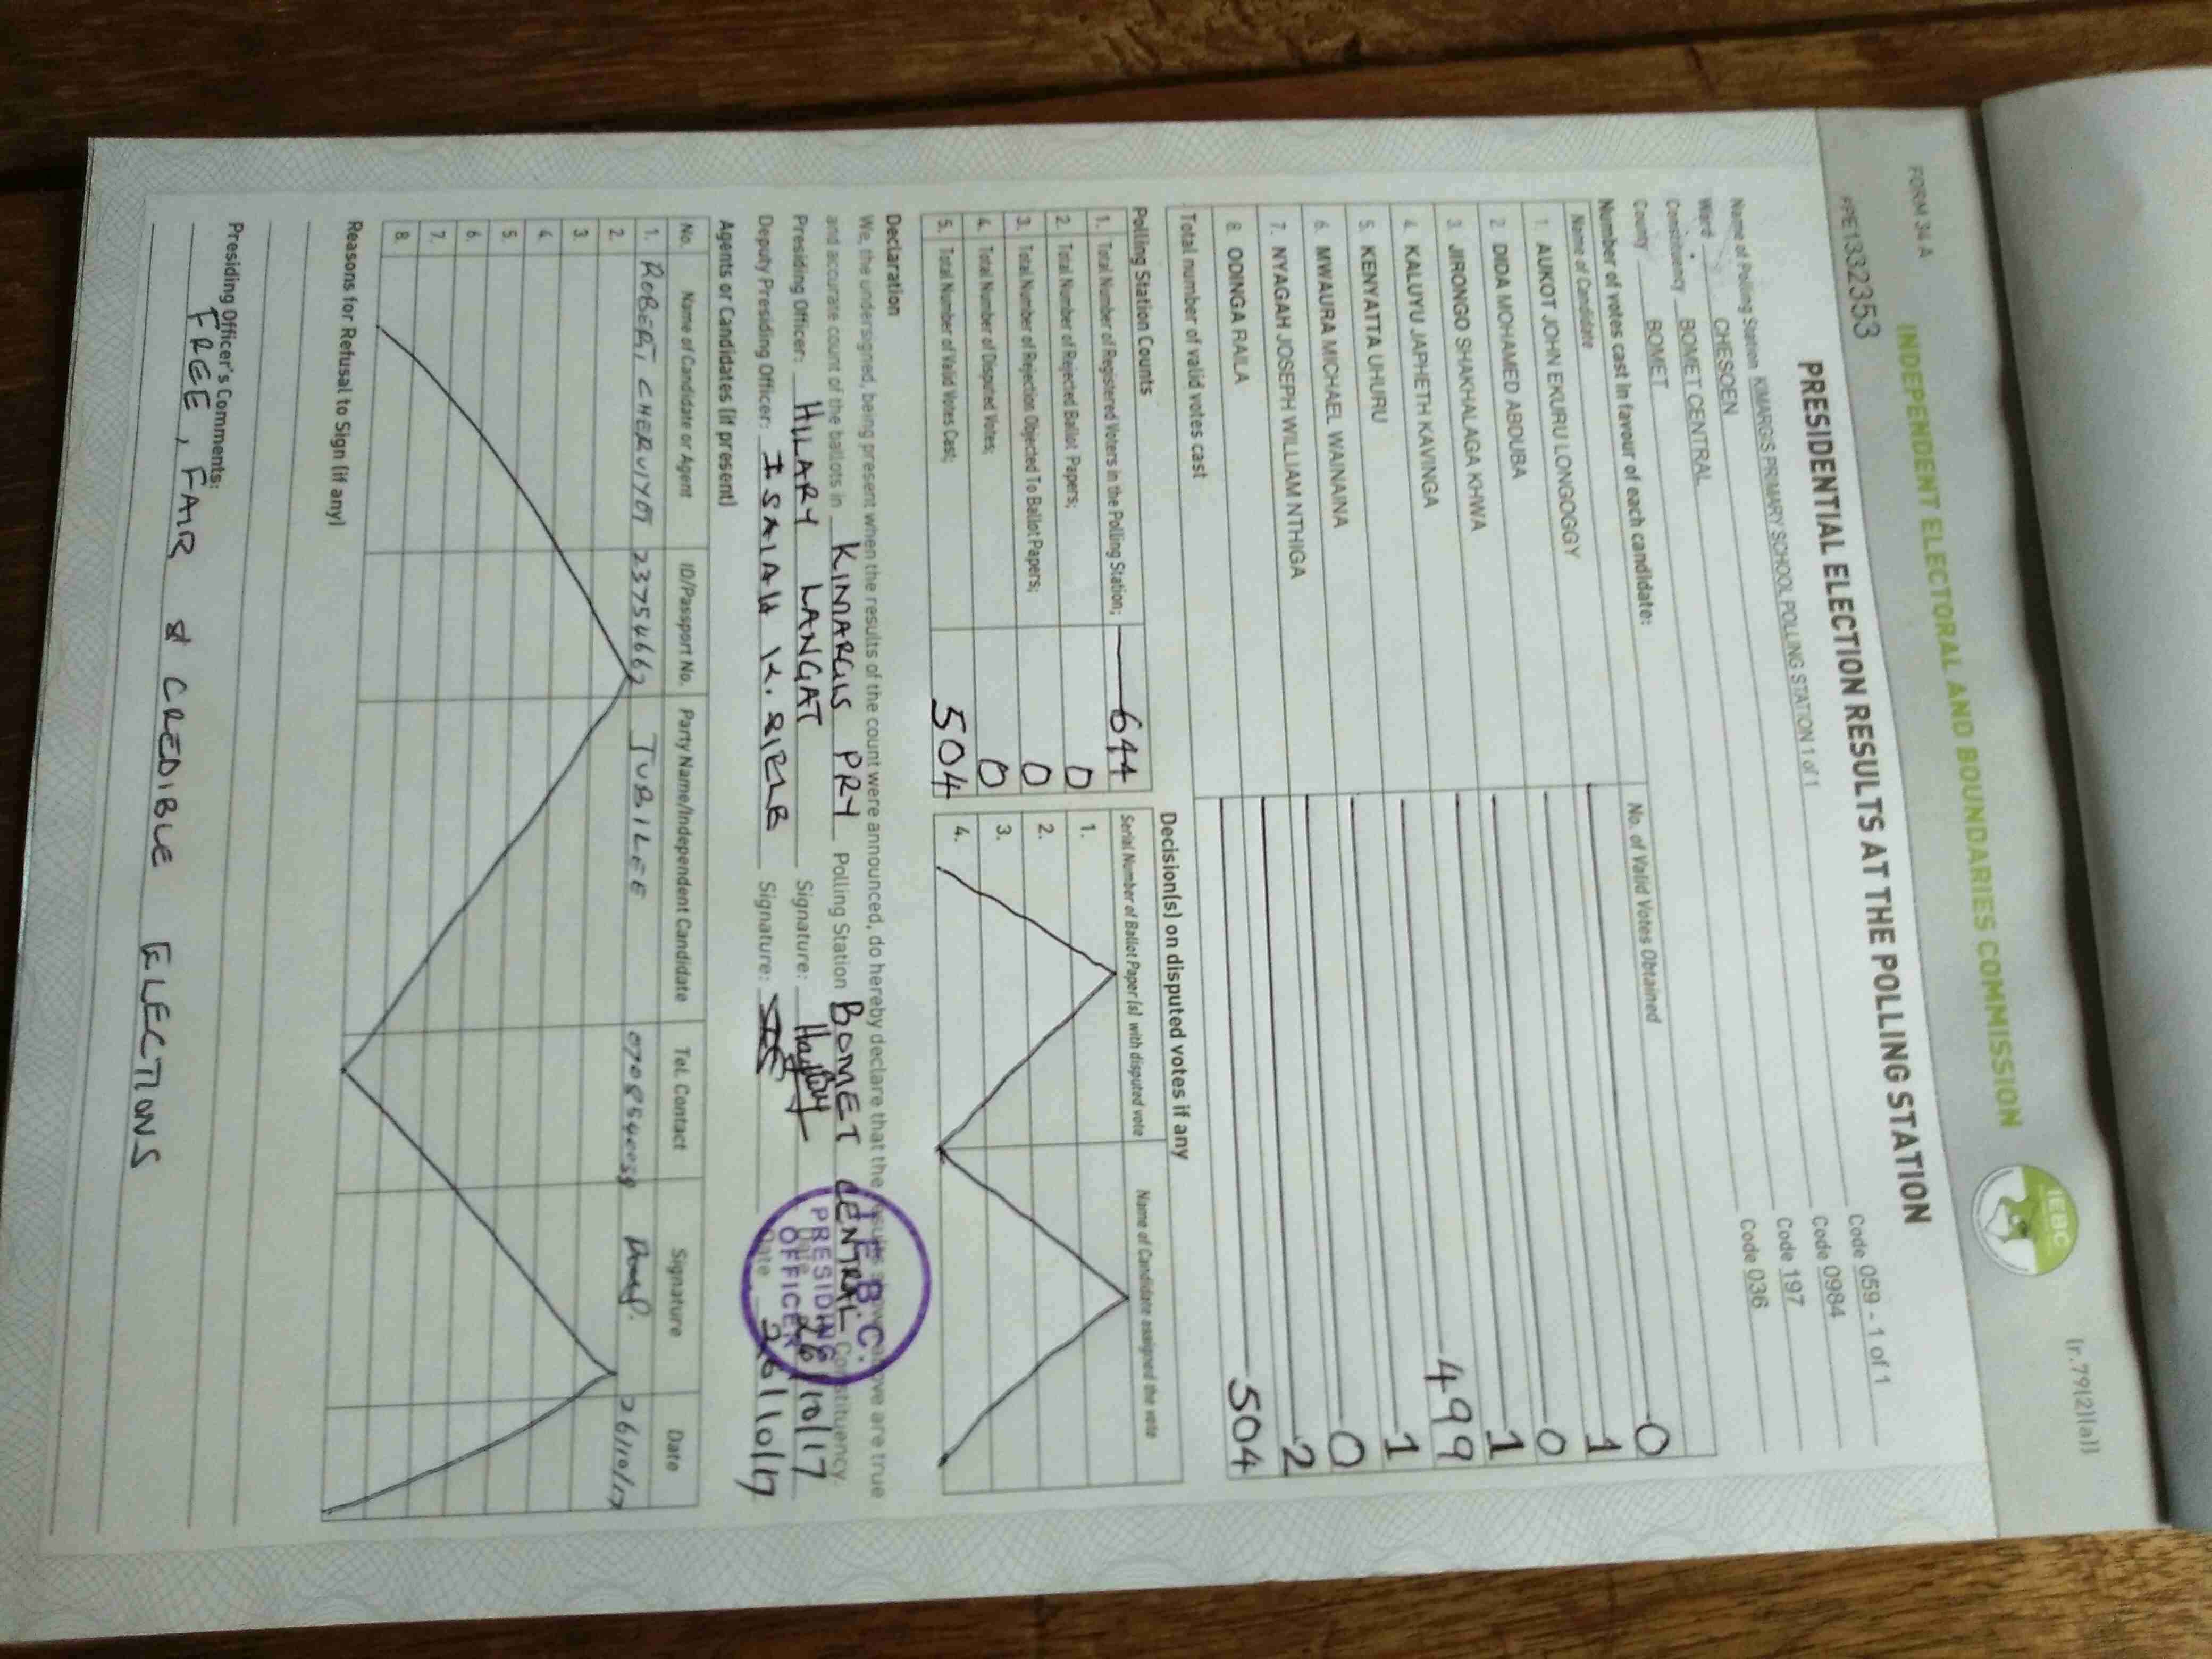 FORM 34 A
(r.79(2)(a))
INDEPENDENT ELECTORAL AND BOUNDARIES COMMISSION
IEBC
FPE1332353
PRESIDENTIAL ELECTION RESULTS AT THE POLLING STATION
Name of Polling Station KIMARGIS PRIMARY SCHOOL POLLING STATION 1 of 1 Code 059 - 1 of 1
Ward CHESOEN Code 0984
Constituency BOMET CENTRAL Code 197
County BOMET Code 036
Number of votes cast in favour of each candidate:
Name of Candidate No. of Valid Votes Obtained
1. AUKOT JOHN EKURU LONGOGGY 0
2. DIDA MOHAMED ABDUBA 1
3. JIRONGO SHAKHALAGA KHWA 0
4. KALUYU JAPHETH KAVINGA 1
5. KENYATTA UHURU 499
6. MWAURA MICHAEL WAINAINA 1
7. NYAGAH JOSEPH WILLIAM NTHIGA 0
8. ODINGA RAILA 2
Total number of valid votes cast 504
Polling Station Counts
1. Total Number of Registered Voters in the Polling Station; 644
2. Total Number of Rejected Ballot Papers; 0
3. Total Number of Rejection Objected To Ballot Papers; 0
4. Total Number of Disputed Votes; 0
5. Total Number of Valid Votes Cast; 504
Decision(s) on disputed votes if any
Serial Number of Ballot Paper (s) with disputed vote Name of Candidate assigned the vote
1.
2.
3.
4.
Declaration
We, the undersigned, being present when the results of the count were announced, do hereby declare that the results shown above are true
and accurate count of the ballots in KIMARGIS PRY Polling Station BOMET CENTRAL Constituency.
Presiding Officer: HILARY LANGAT Signature: Date 26/10/17
Deputy Presiding Officer: ISAIAH K. Signature: Date 26/10/17
I.E.B.C.
PRESIDING
OFFICER
Agents or Candidates (if present)
No. Name of Candidate or Agent ID/Passport No. Party Name/Independent Candidate Tel. Contact Signature Date
1. ROBERT CHERUIYOT JUBILEE 26/10/17
2.
3.
4.
5.
6.
7.
8.
Reasons for Refusal to Sign (if any)
Presiding Officer's Comments:
FREE, FAIR & CREDIBLE ELECTIONS